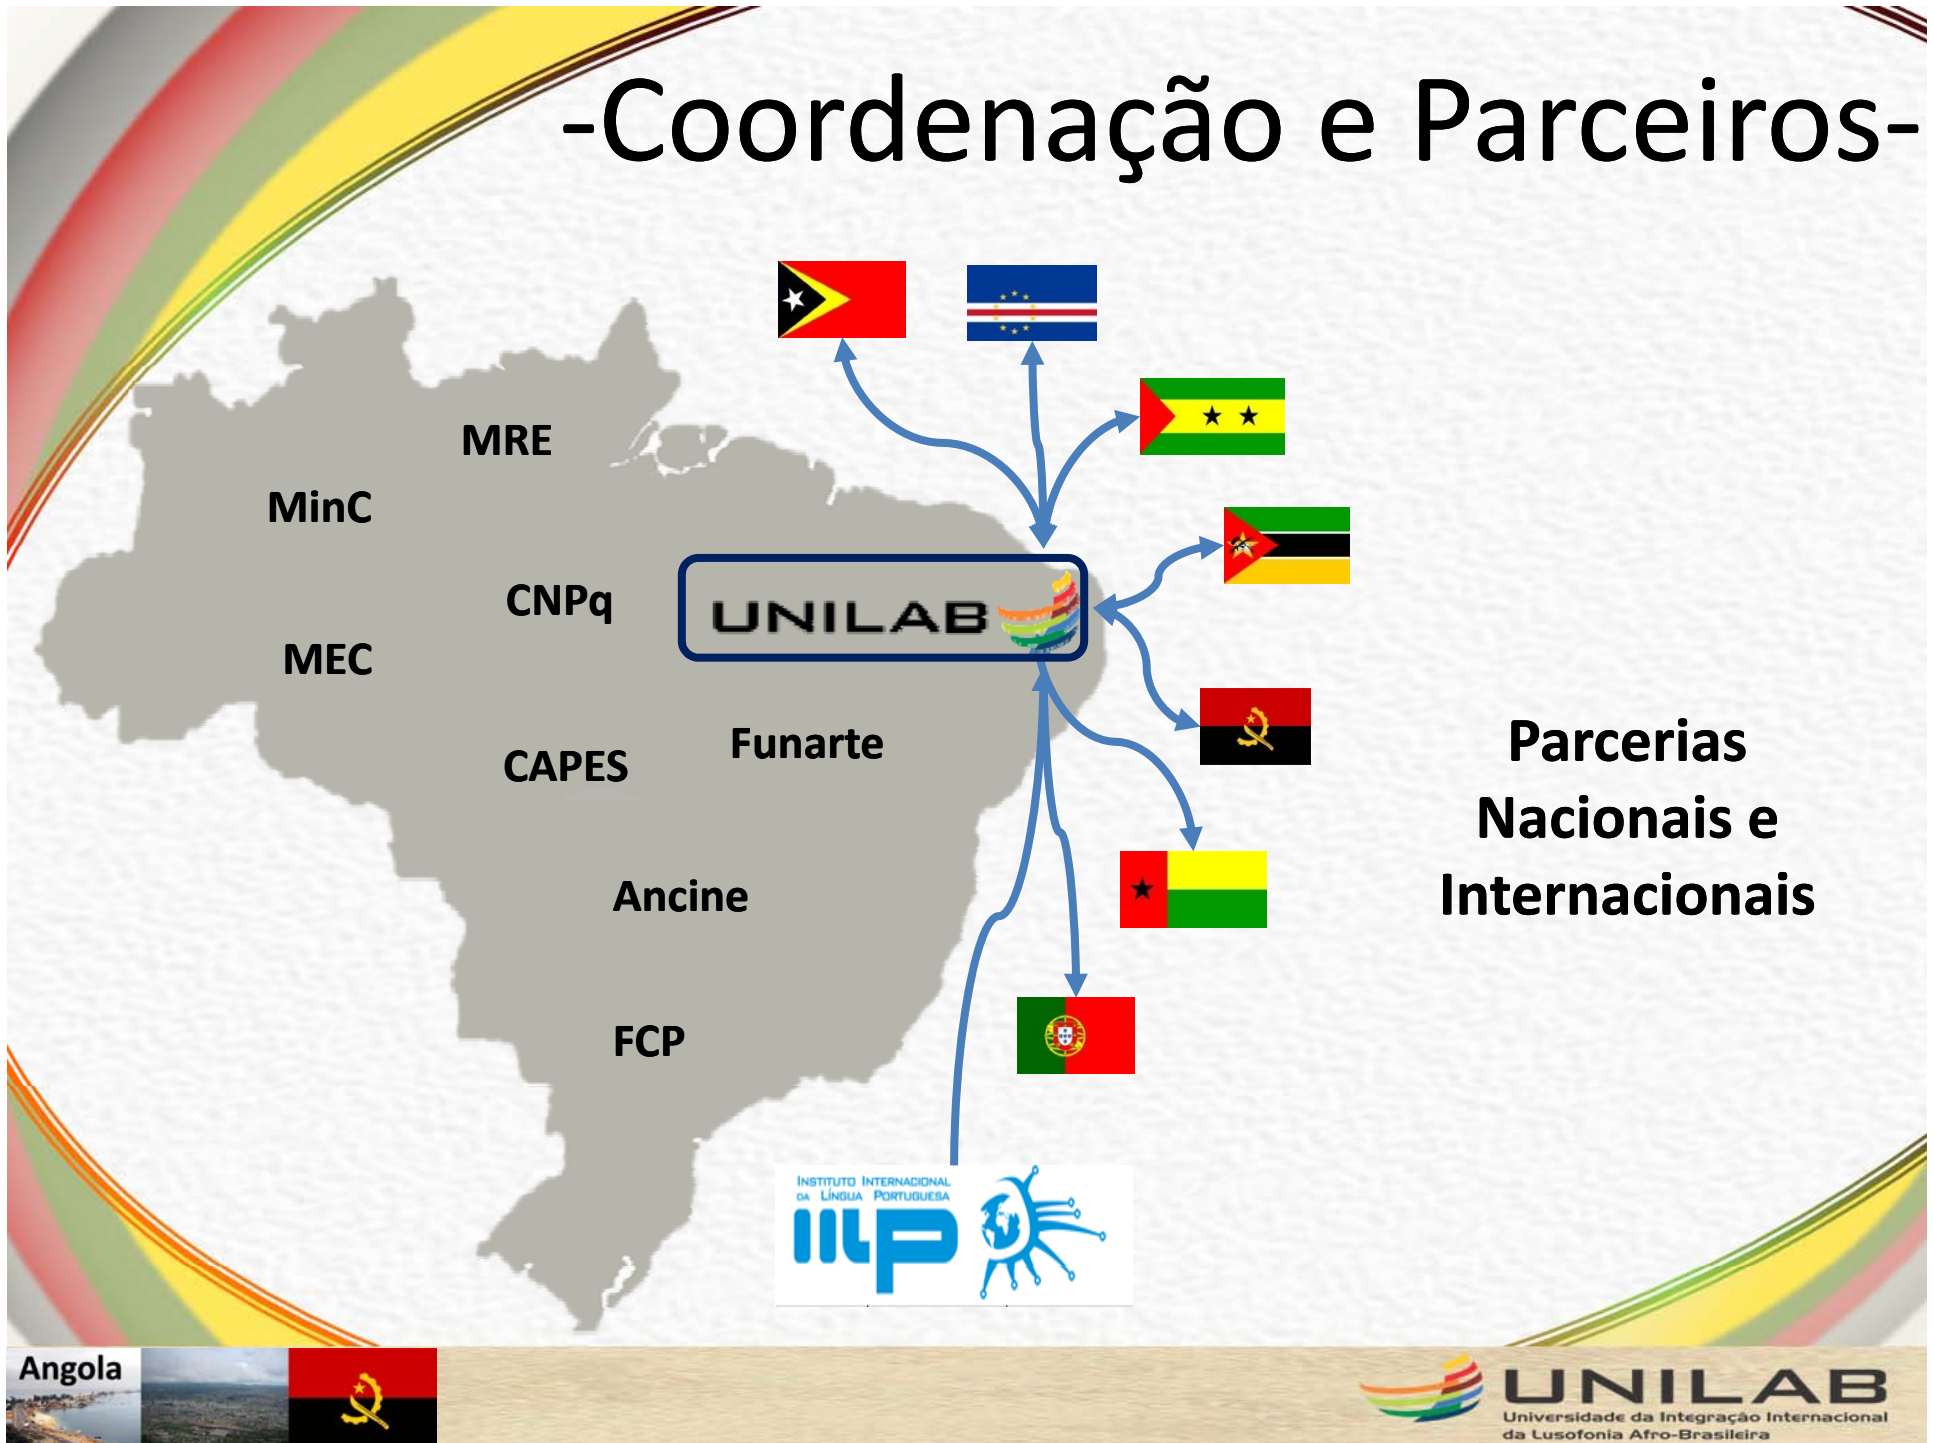 -Coordenação e Parceiros-
MRE
MinC
CNPq
UNILAB
MEC
Funarte
CAPES
Parcerias
Nacionais e
Internacionais
Ancine
FCP
INSTITUTO INTERNACIONAL
DA LÍNGUA PORTUGUESA
IILP
Angola
UNILAB
Universidade da Integração Internacional
da Lusofonia Afro-Brasileira